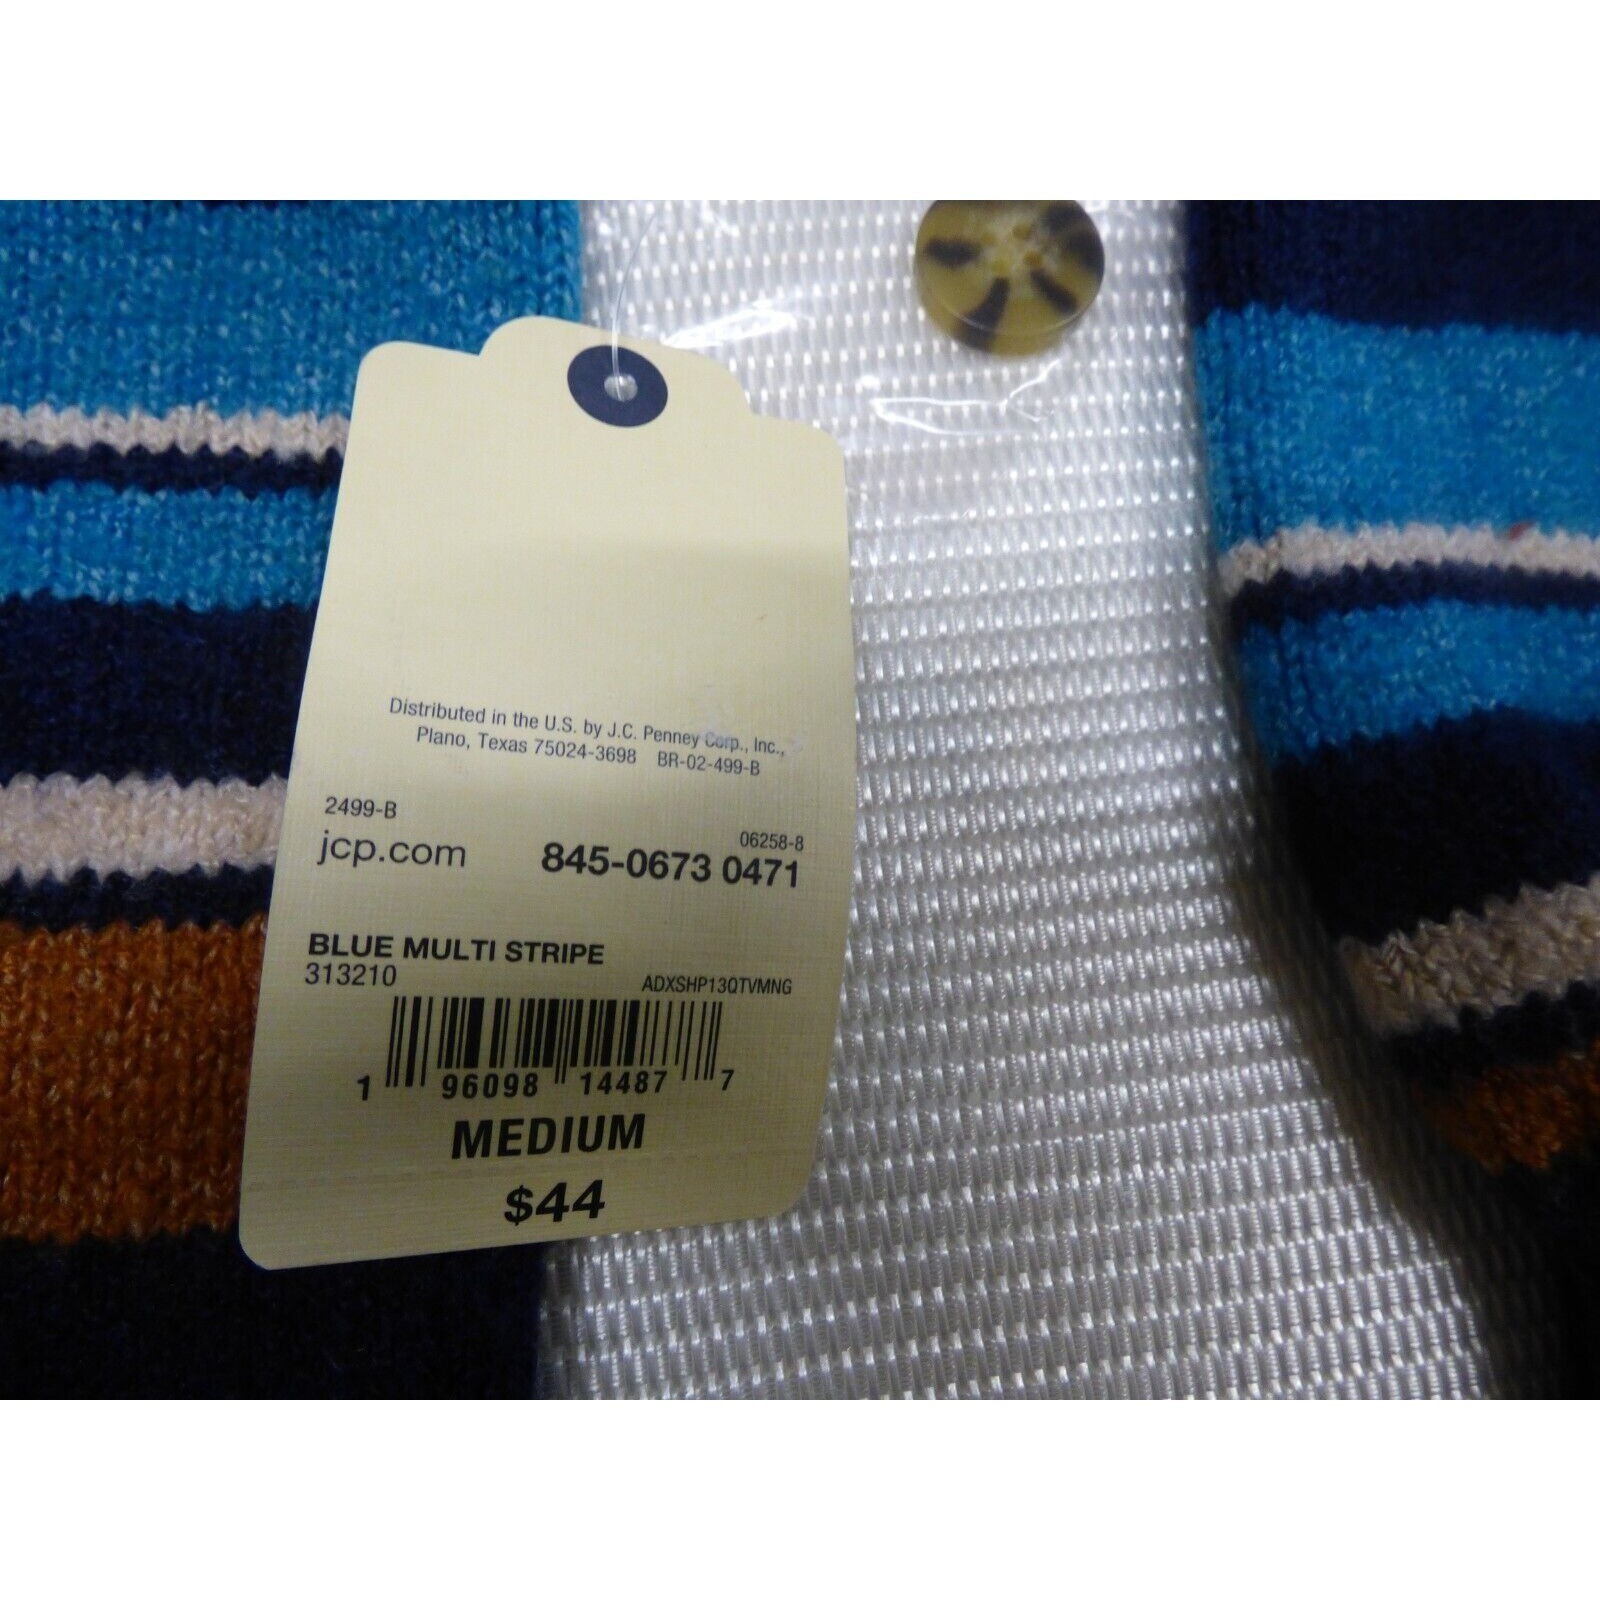 Distributed in the U.S. by J.C. Penney Corp., Inc.,
Plano, Texas 75024-3698 BR-02-499-B
2499-B
06258-8
jcp.com 845-0673 0471
BLUE MULTI STRIPE
313210 ADXSHP13QTVMNG
1 96098 14487 7
MEDIUM
$44